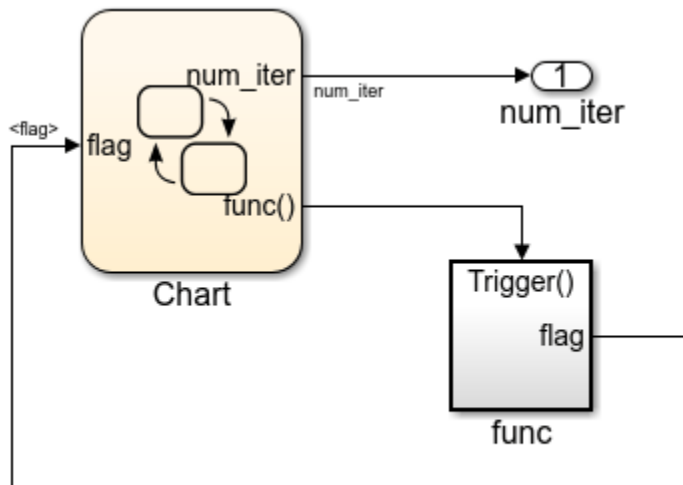 num_iter
num_iter
1
num_iter
<flag>
flag
func()
Chart
Trigger()
flag
func